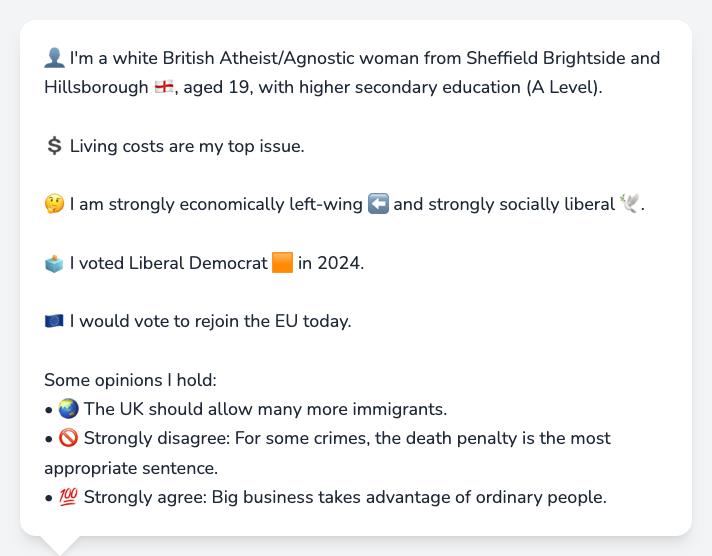 👤 I'm a white British Atheist/Agnostic woman from Sheffield Brightside and
Hillsborough 🏴󠁧󠁢󠁥󠁮󠁧󠁿, aged 19, with higher secondary education (A Level).
💲 Living costs are my top issue.
🤔 I am strongly economically left-wing ⬅️ and strongly socially liberal 🕊️.
🗳️ I voted Liberal Democrat 🟧 in 2024.
🇪🇺 I would vote to rejoin the EU today.
Some opinions I hold:
• 🌏 The UK should allow many more immigrants.
• 🚫 Strongly disagree: For some crimes, the death penalty is the most
appropriate sentence.
• 💯 Strongly agree: Big business takes advantage of ordinary people.